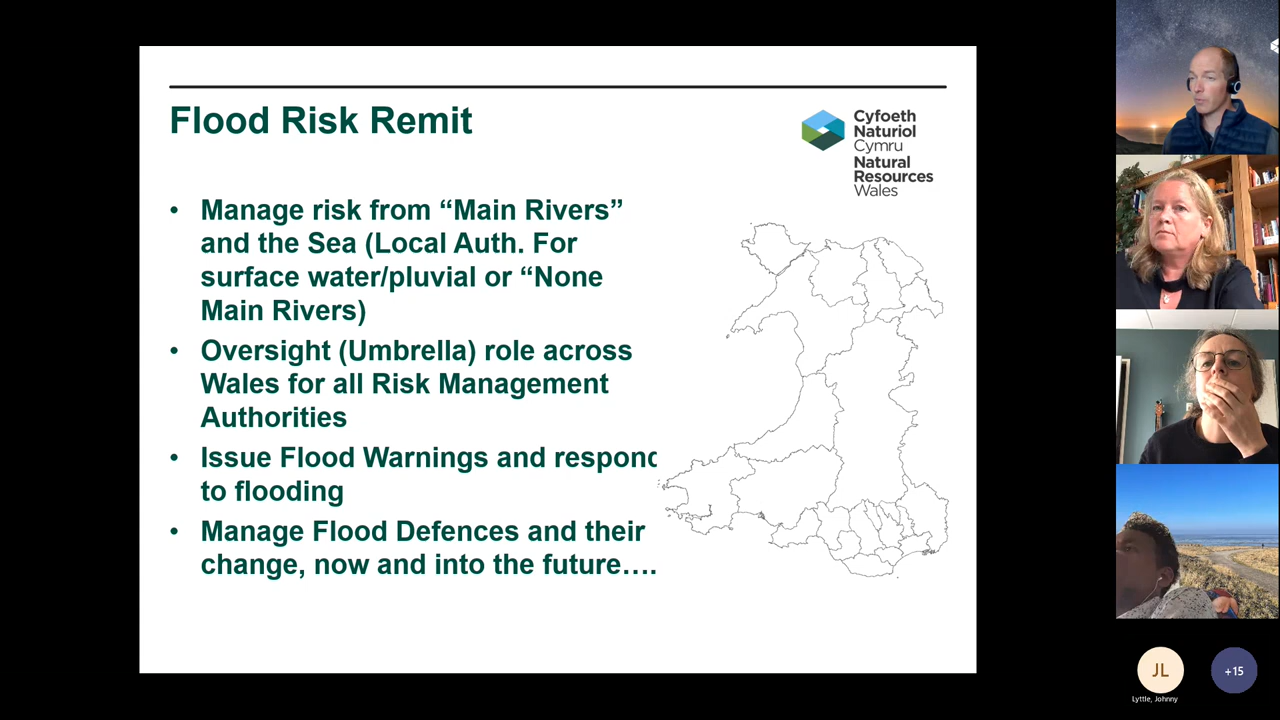 Flood Risk Remit
Cyfoeth
Naturiol
Cymru
Natural
Resources
Wales
• Manage risk from “Main Rivers”
and the Sea (Local Auth. For
surface water/pluvial or “None
Main Rivers)
• Oversight (Umbrella) role across
Wales for all Risk Management
Authorities
• Issue Flood Warnings and respond
to flooding
• Manage Flood Defences and their
change, now and into the future….
JL
+15
Lyttle, Johnny